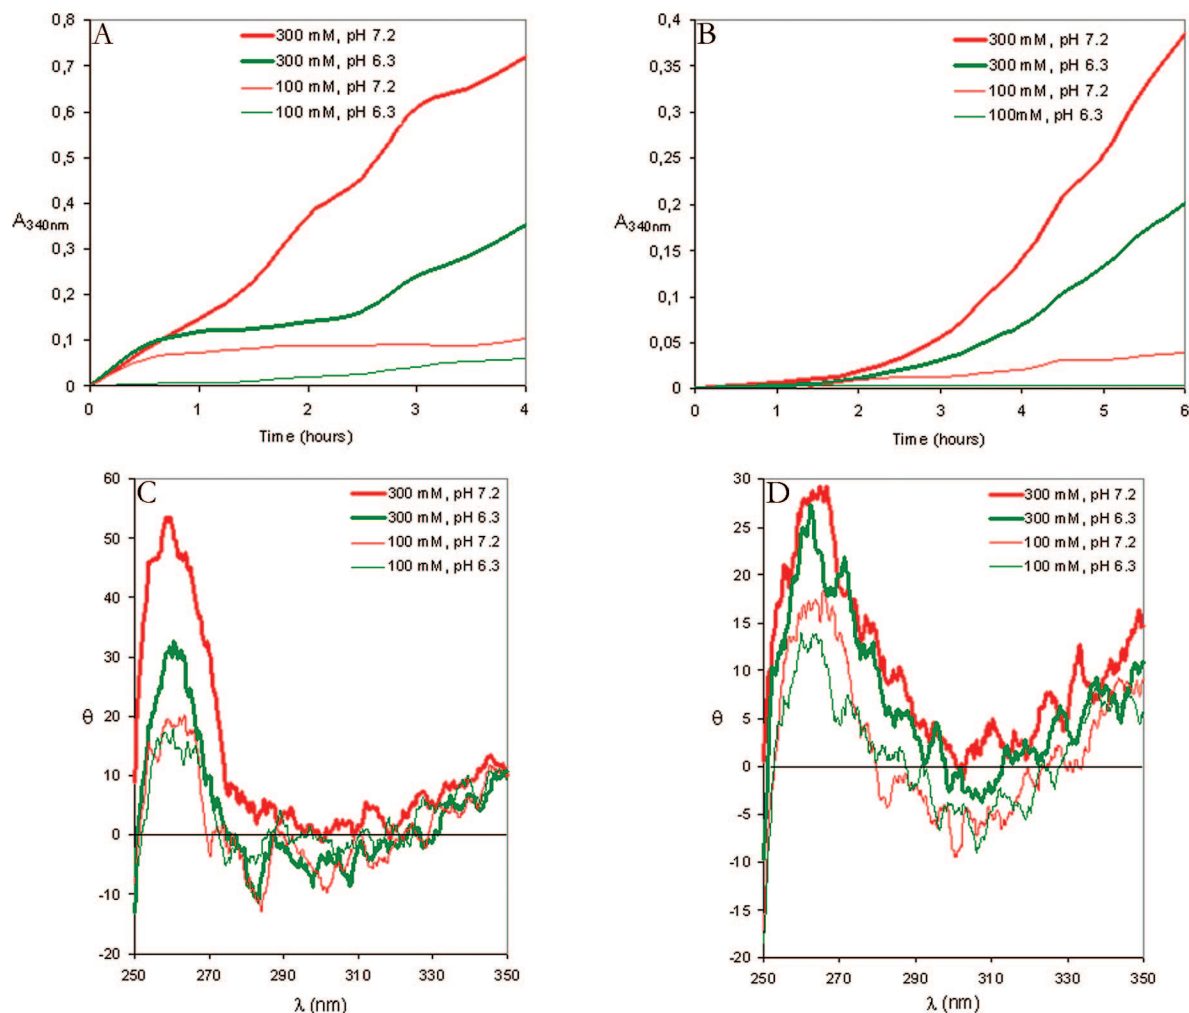 A
0,8
0,7
0,6
0,5
0,4
0,3
0,2
0,1
0
A340nm
300 mM, pH 7.2
300 mM, pH 6.3
100 mM, pH 7.2
100 mM, pH 6.3
0 1 2 3 4
Time (hours)
B
0,4
0,35
0,3
0,25
0,2
0,15
0,1
0,05
0
A340nm
300 mM, pH 7.2
300 mM, pH 6.3
100 mM, pH 7.2
100mM, pH 6.3
0 1 2 3 4 5 6
Time (hours)
C
60
50
40
30
20
10
0
-10
-20
θ
300 mM, pH 7.2
300 mM, pH 6.3
100 mM, pH 7.2
100 mM, pH 6.3
250 270 290 310 330 350
λ (nm)
D
30
25
20
15
10
5
0
-5
-10
-15
-20
θ
300 mM, pH 7.2
300 mM, pH 6.3
100 mM, pH 7.2
100 mM, pH 6.3
250 270 290 310 330 350
λ (nm)